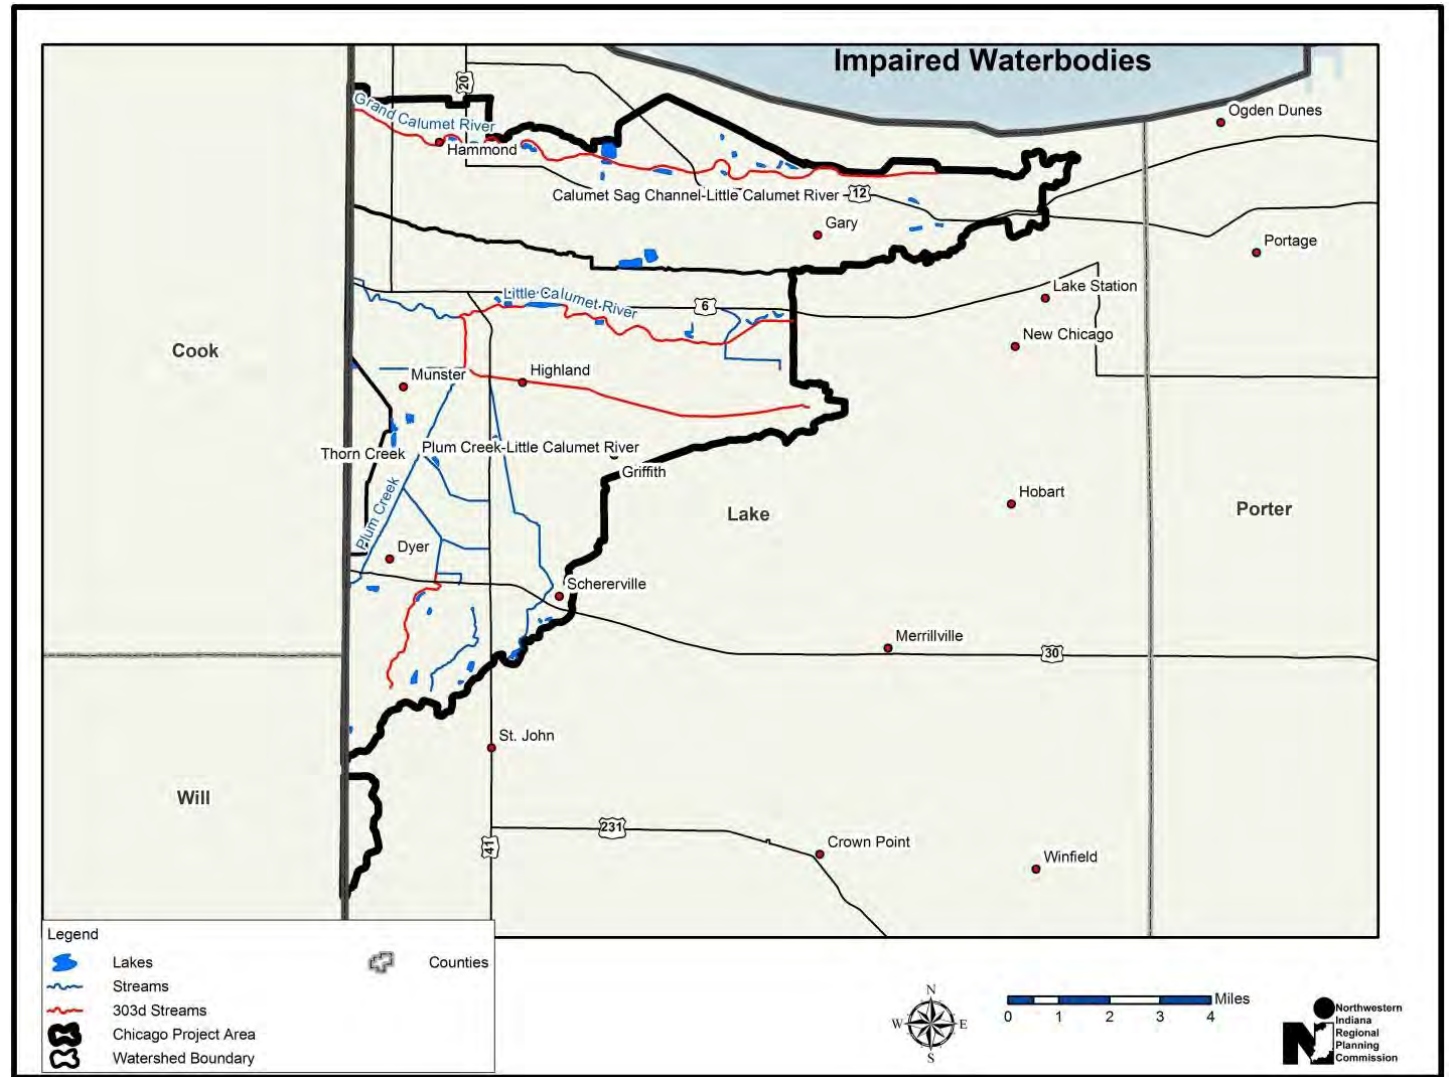 Impaired Waterbodies
20
Grand Calumet River
Ogden Dunes
Hammond
Calumet Sag Channel-Little Calumet River
12
Gary
Portage
Lake Station
Little Calumet River
6
New Chicago
Cook
Munster
Highland
Thorn Creek
Plum Creek-Little Calumet River
Griffith
Plum Creek
Hobart
Lake
Porter
Dyer
Schererville
Merrillville
30
St. John
Will
231
41
Crown Point
Winfield
Legend
Lakes
Counties
Streams
303d Streams
Chicago Project Area
Watershed Boundary
N
W
E
S
Miles
0 1 2 3 4
Northwestern
Indiana
Regional
Planning
Commission